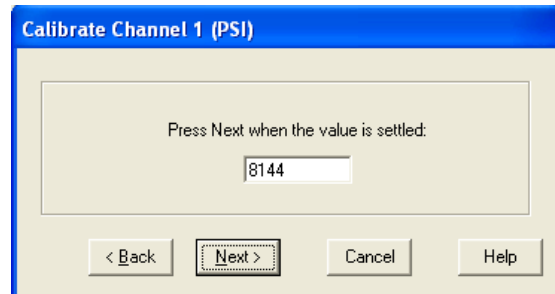 Calibrate Channel 1 (PSI)
Press Next when the value is settled:
8144
< Back Next > Cancel Help